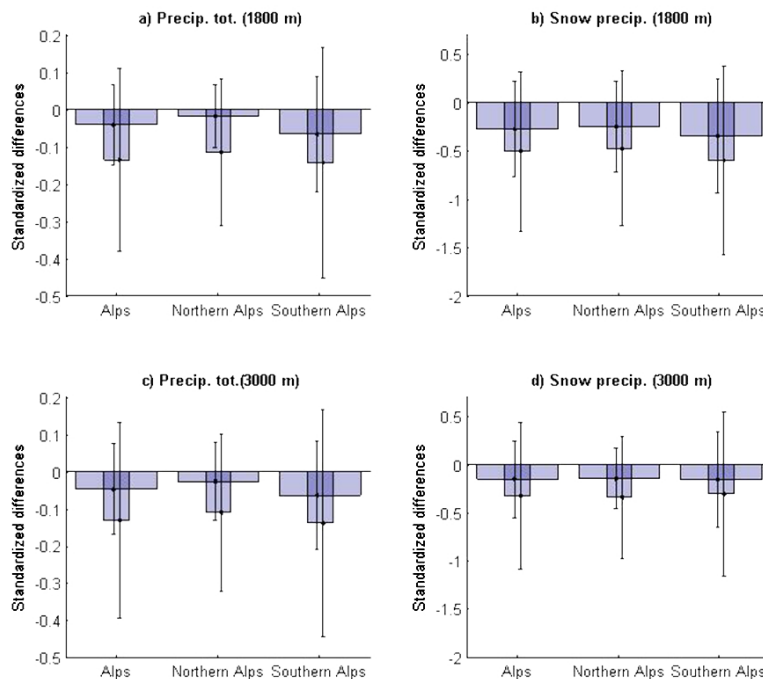 a) Precip. tot. (1800 m)
Standardized differences
0.2
0.1
0
-0.1
-0.2
-0.3
-0.4
-0.5
Alps
Northern Alps
Southern Alps
b) Snow precip. (1800 m)
Standardized differences
0.5
0
-0.5
-1
-1.5
-2
Alps
Northern Alps
Southern Alps
c) Precip. tot.(3000 m)
Standardized differences
0.2
0.1
0
-0.1
-0.2
-0.3
-0.4
-0.5
Alps
Northern Alps
Southern Alps
d) Snow precip. (3000 m)
Standardized differences
0.5
0
-0.5
-1
-1.5
-2
Alps
Northern Alps
Southern Alps